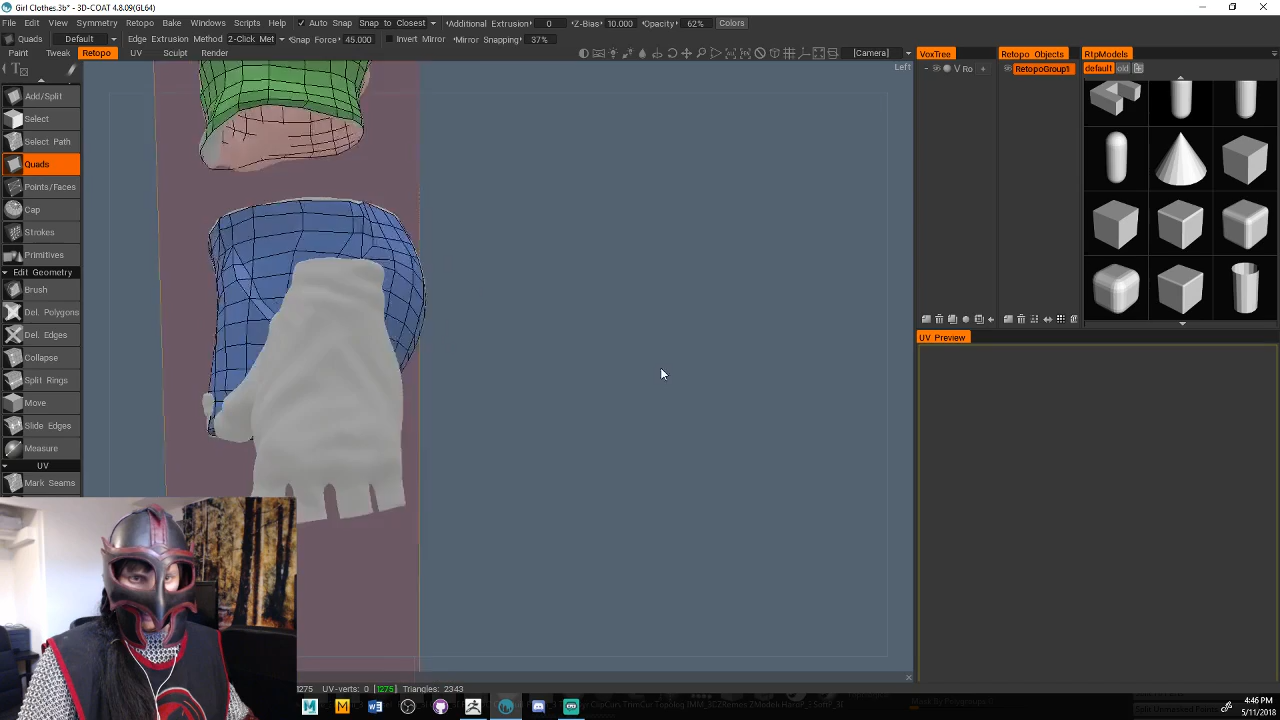 Girl Clothes.3b* - 3D-COAT 4.8.09(GL64)
File Edit View Symmetry Retopo Bake Windows Scripts Help Auto Snap Snap to Closest Additional Extrusion 0 Z-Bias 10.000 Opacity 62% Colors
Quads Default Edge Extrusion Method 2-Click Met Snap Force 45.000 Invert Mirror Mirror Snapping 37%
Paint Tweak Retopo UV Sculpt Render [Camera] VoxTree Retopo Objects RtpModels
Left V Ro + RetopoGroup1 default old
Add/Split
Select
Select Path
Quads
Points/Faces
Cap
Strokes
Primitives
Edit Geometry
Brush
Del. Polygons
Del. Edges
UV Preview
Collapse
Split Rings
Move
Slide Edges
Measure
UV
Mark Seams
1275 UV-verts: 0 [1275] Triangles: 2343
4:46 PM
5/11/2018